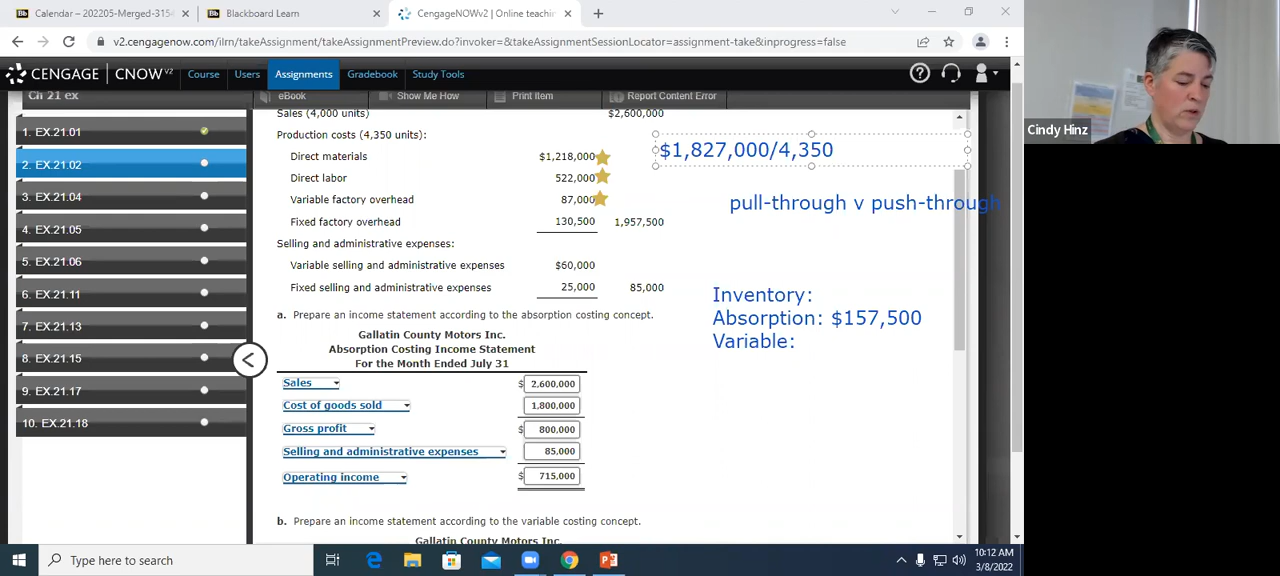 Calendar – 202205-Merged-3154
Blackboard Learn
CengageNOWv2 | Online teachin
v2.cengagenow.com/ilrn/takeAssignment/takeAssignmentPreview.do?invoker=&takeAssignmentSessionLocator=assignment-take&inprogress=false
CENGAGE | CNOWv2 Course Users Assignments Gradebook Study Tools
Ch 21 ex
eBook Show Me How Print Item Report Content Error
1. EX.21.01
2. EX.21.02
3. EX.21.04
4. EX.21.05
5. EX.21.06
6. EX.21.11
7. EX.21.13
8. EX.21.15
9. EX.21.17
10. EX.21.18
Sales (4,000 units) $2,600,000
Production costs (4,350 units):
Direct materials $1,218,000
Direct labor 522,000
Variable factory overhead 87,000
Fixed factory overhead 130,500 1,957,500
Selling and administrative expenses:
Variable selling and administrative expenses $60,000
Fixed selling and administrative expenses 25,000 85,000
a. Prepare an income statement according to the absorption costing concept.
Gallatin County Motors Inc.
Absorption Costing Income Statement
For the Month Ended July 31
Sales $ 2,600,000
Cost of goods sold 1,800,000
Gross profit $ 800,000
Selling and administrative expenses 85,000
Operating income $ 715,000
b. Prepare an income statement according to the variable costing concept.
Gallatin County Motors Inc.
$1,827,000/4,350
pull-through v push-through
Inventory:
Absorption: $157,500
Variable:
Cindy Hinz
Type here to search
10:12 AM
3/8/2022